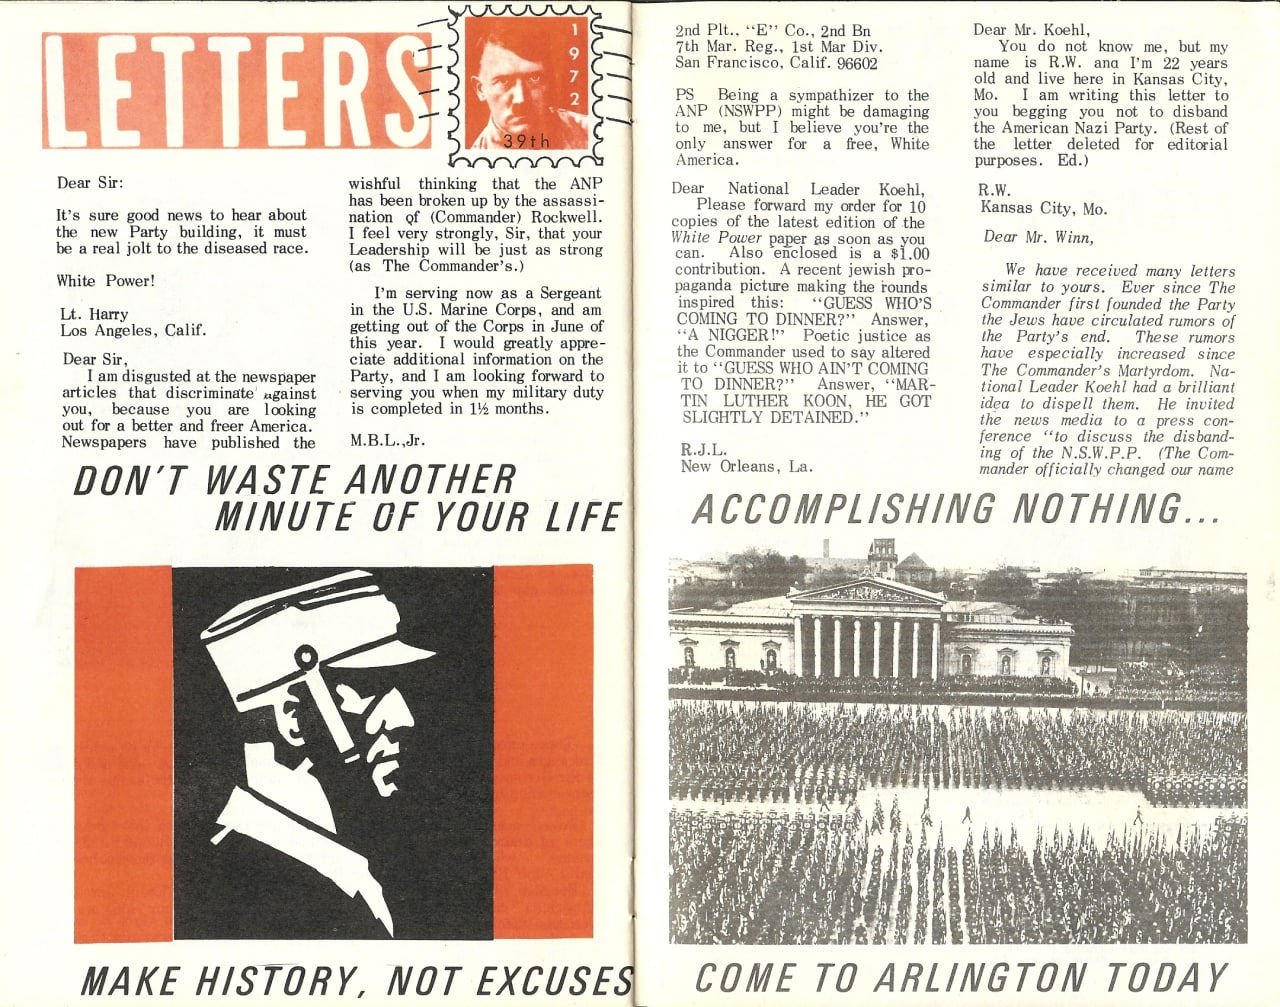 LETTERS
1972
39th
Dear Sir:
It's sure good news to hear about
the new Party building, it must
be a real jolt to the diseased race.
White Power!
Lt. Harry
Los Angeles, Calif.
Dear Sir,
I am disgusted at the newspaper
articles that discriminate against
you, because you are looking
out for a better and freer America.
Newspapers have published the
wishful thinking that the ANP
has been broken up by the assassi-
nation of (Commander) Rockwell.
I feel very strongly, Sir, that your
Leadership will be just as strong
(as The Commander's.)
I'm serving now as a Sergeant
in the U.S. Marine Corps, and am
getting out of the Corps in June of
this year. I would greatly appre-
ciate additional information on the
Party, and I am looking forward to
serving you when my military duty
is completed in 1½ months.
M.B.L.,Jr.
DON'T WASTE ANOTHER
MINUTE OF YOUR LIFE
MAKE HISTORY, NOT EXCUSES
2nd Plt., "E" Co., 2nd Bn
7th Mar. Reg., 1st Mar Div.
San Francisco, Calif. 96602
PS Being a sympathizer to the
ANP (NSWPP) might be damaging
to me, but I believe you're the
only answer for a free, White
America.
Dear National Leader Koehl,
Please forward my order for 10
copies of the latest edition of the
White Power paper as soon as you
can. Also enclosed is a $1.00
contribution. A recent jewish pro-
paganda picture making the rounds
inspired this: "GUESS WHO'S
COMING TO DINNER?" Answer,
"A NIGGER!" Poetic justice as
the Commander used to say altered
it to "GUESS WHO AIN'T COMING
TO DINNER?" Answer, "MAR-
TIN LUTHER KOON, HE GOT
SLIGHTLY DETAINED."
R.J.L.
New Orleans, La.
Dear Mr. Koehl,
You do not know me, but my
name is R.W. and I'm 22 years
old and live here in Kansas City,
Mo. I am writing this letter to
you begging you not to disband
the American Nazi Party. (Rest of
the letter deleted for editorial
purposes. Ed.)
R.W.
Kansas City, Mo.
Dear Mr. Winn,
We have received many letters
similar to yours. Ever since The
Commander first founded the Party
the Jews have circulated rumors of
the Party's end. These rumors
have especially increased since
The Commander's Martyrdom. Na-
tional Leader Koehl had a brilliant
idea to dispell them. He invited
the news media to a press con-
ference "to discuss the disband-
ing of the N.S.W.P.P. (The Com-
mander officially changed our name
ACCOMPLISHING NOTHING...
COME TO ARLINGTON TODAY